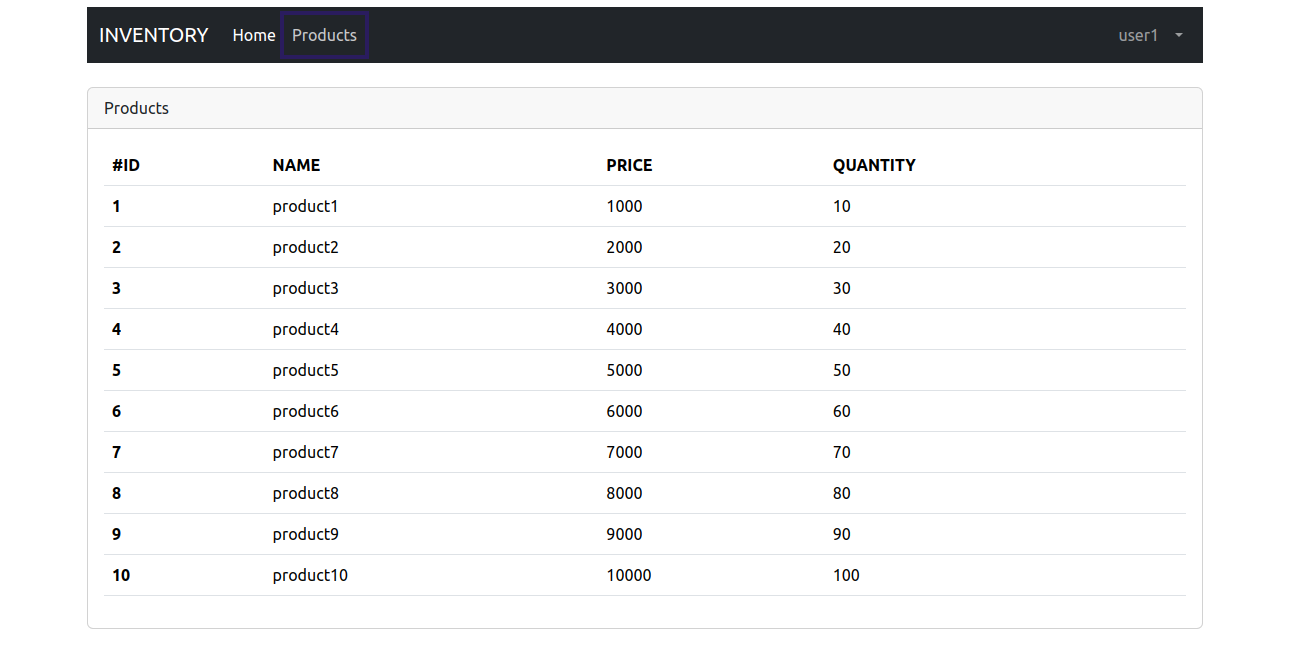 INVENTORY Home Products user1
Products
#ID NAME PRICE QUANTITY
1 product1 1000 10
2 product2 2000 20
3 product3 3000 30
4 product4 4000 40
5 product5 5000 50
6 product6 6000 60
7 product7 7000 70
8 product8 8000 80
9 product9 9000 90
10 product10 10000 100